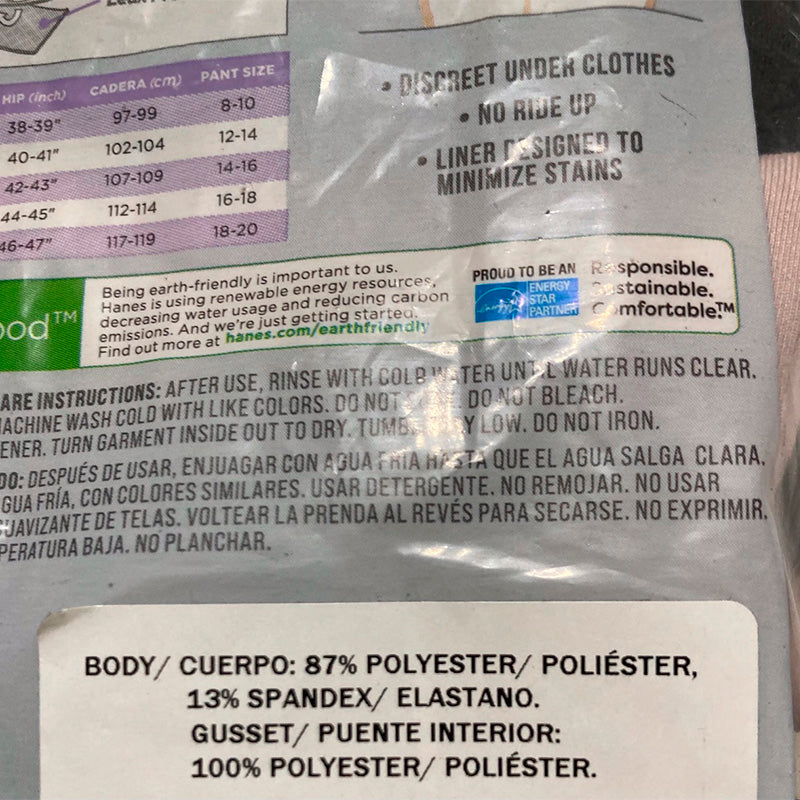 HIP (inch) CADERA (cm) PANT SIZE
38-39" 97-99 8-10
40-41" 102-104 12-14
42-43" 107-109 14-16
44-45" 112-114 16-18
46-47" 117-119 18-20
• DISCREET UNDER CLOTHES
• NO RIDE UP
• LINER DESIGNED TO
MINIMIZE STAINS
ood™
Being earth-friendly is important to us.
Hanes is using renewable energy resources,
decreasing water usage and reducing carbon
emissions. And we're just getting started.
Find out more at hanes.com/earthfriendly
PROUD TO BE AN
ENERGY
STAR
PARTNER
Responsible.
Sustainable.
Comfortable.™
ARE INSTRUCTIONS: AFTER USE, RINSE WITH COLD WATER UNTIL WATER RUNS CLEAR.
ACHINE WASH COLD WITH LIKE COLORS. DO NOT DO NOT BLEACH.
ENER. TURN GARMENT INSIDE OUT TO DRY. TUMBLE DRY LOW. DO NOT IRON.
DO: DESPUÉS DE USAR, ENJUAGAR CON AGUA FRÍA HASTA QUE EL AGUA SALGA CLARA.
GUA FRÍA, CON COLORES SIMILARES. USAR DETERGENTE. NO REMOJAR. NO USAR
UAVIZANTE DE TELAS. VOLTEAR LA PRENDA AL REVÉS PARA SECARSE. NO EXPRIMIR.
PERATURA BAJA. NO PLANCHAR.
BODY/ CUERPO: 87% POLYESTER/ POLIÉSTER,
13% SPANDEX/ ELASTANO.
GUSSET/ PUENTE INTERIOR:
100% POLYESTER/ POLIÉSTER.